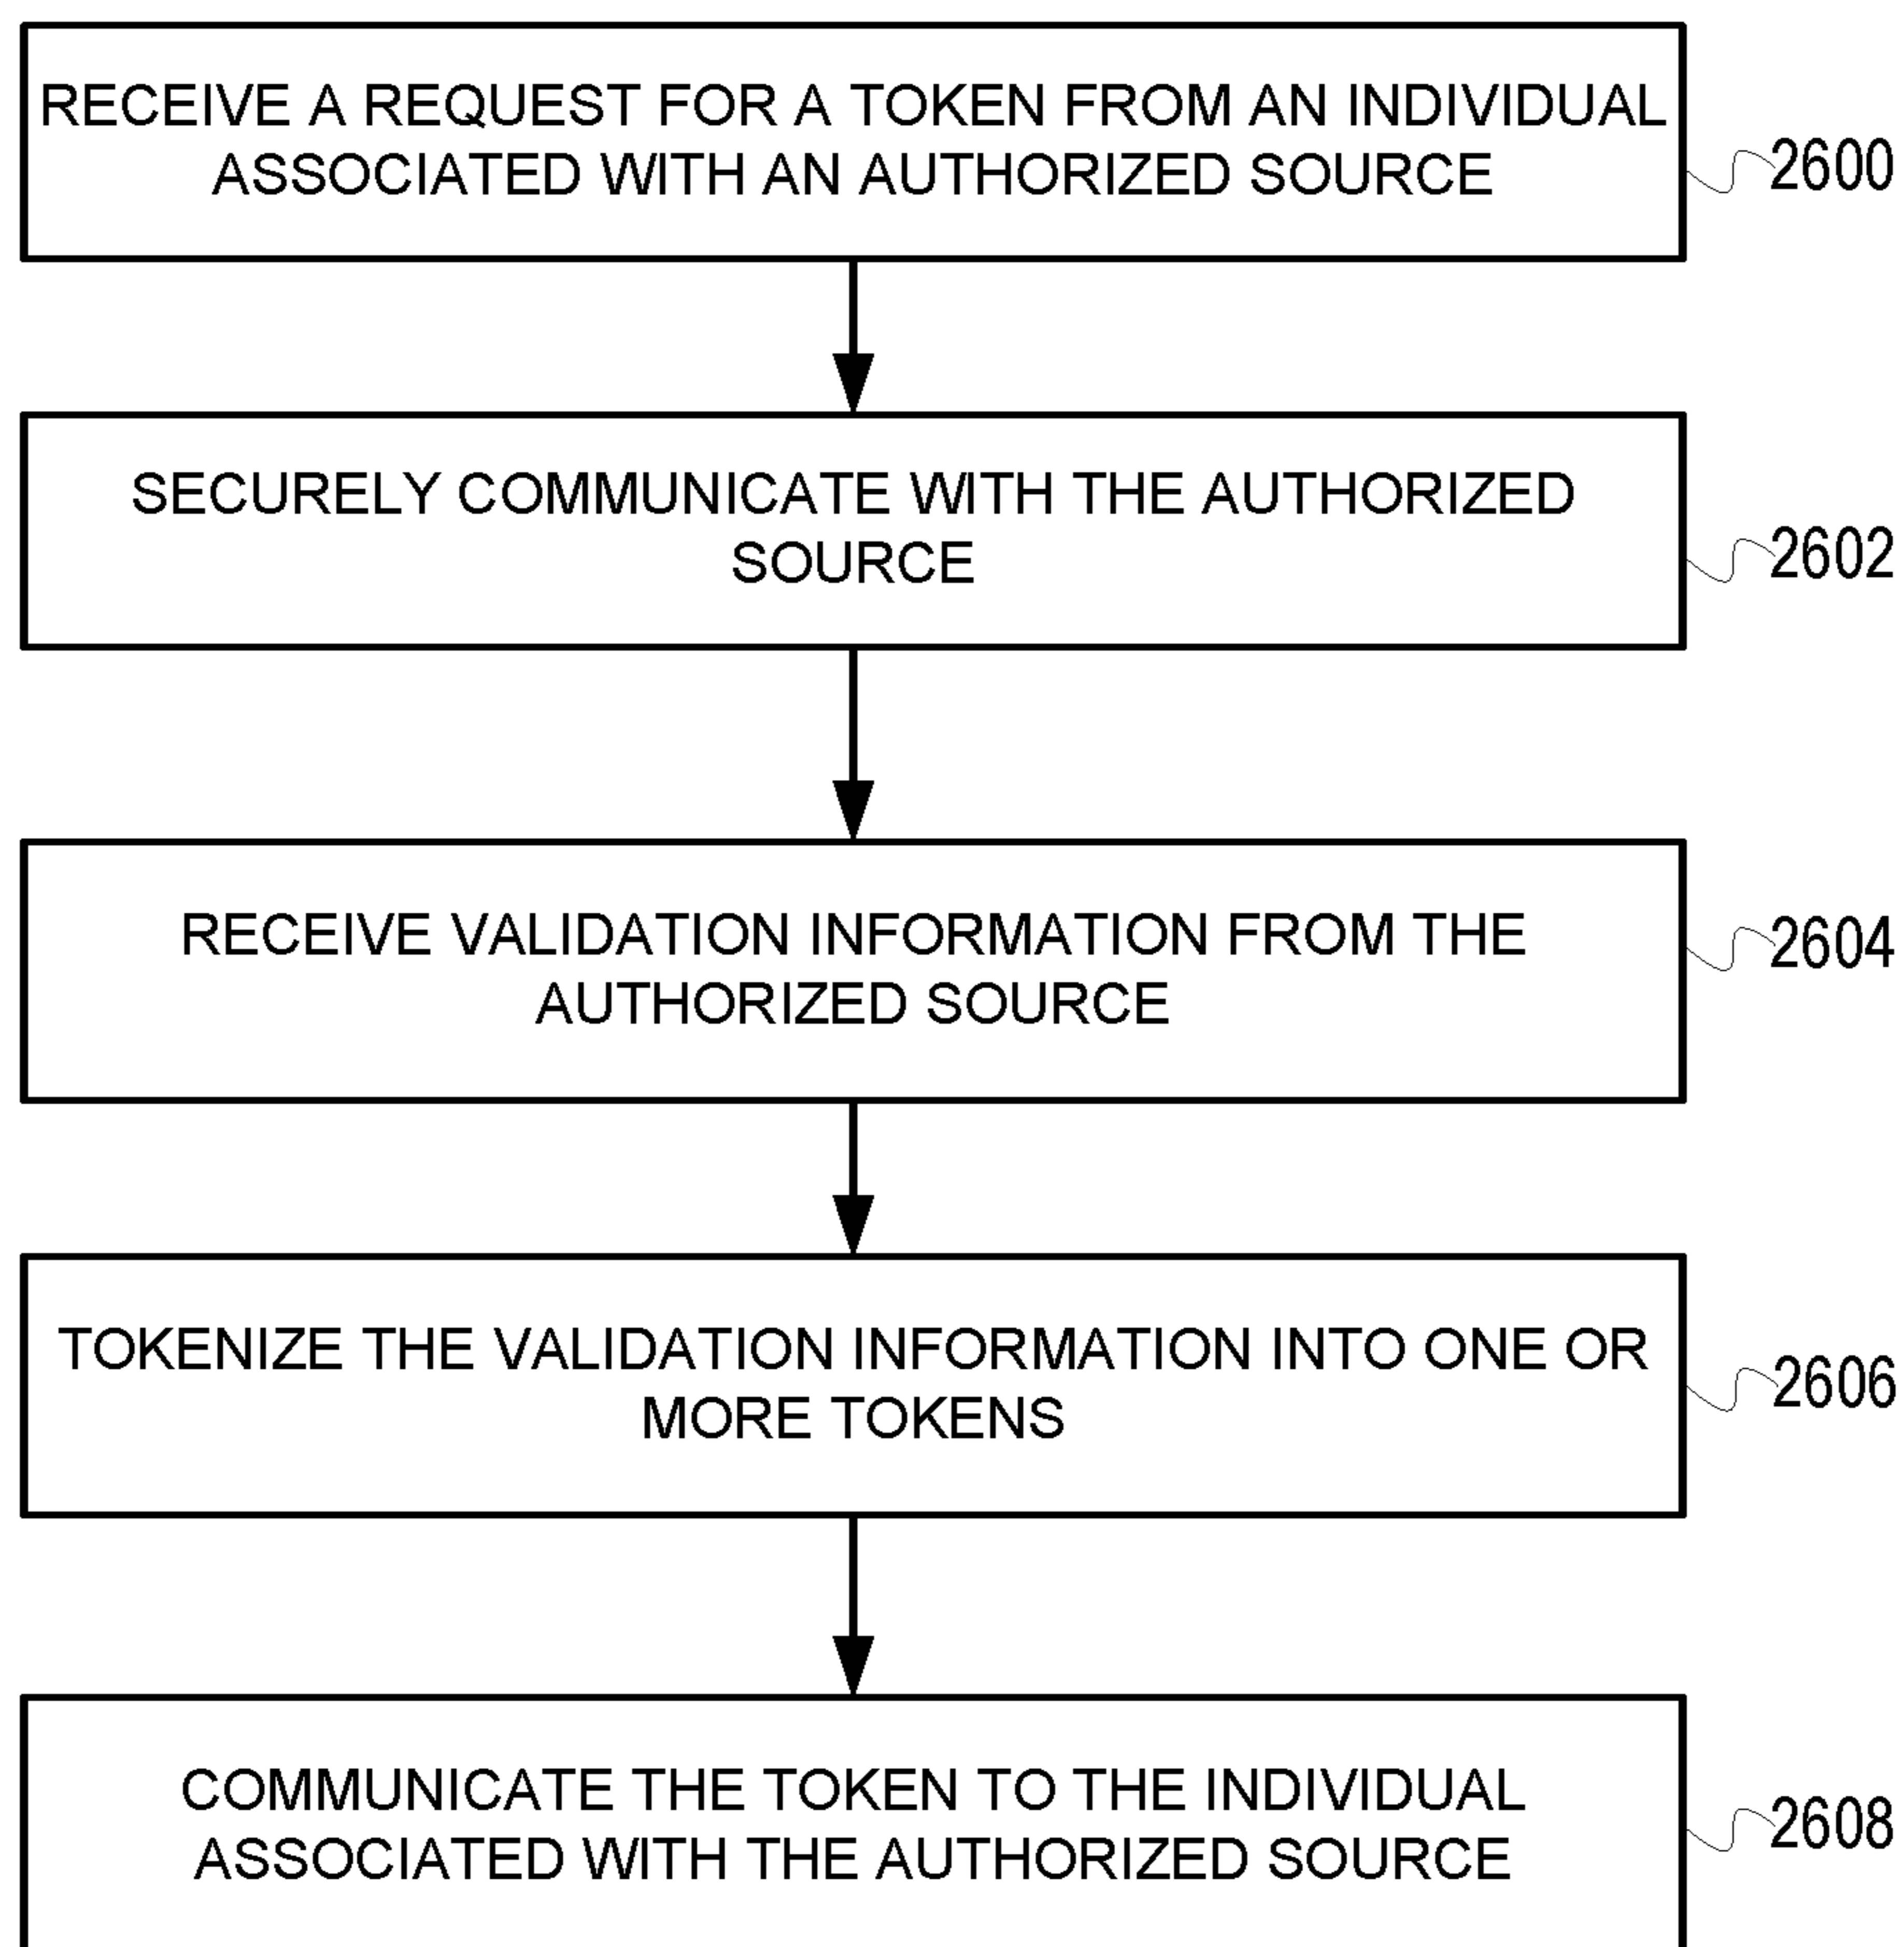 RECEIVE A REQUEST FOR A TOKEN FROM AN INDIVIDUAL
ASSOCIATED WITH AN AUTHORIZED SOURCE
2600
SECURELY COMMUNICATE WITH THE AUTHORIZED
SOURCE
2602
RECEIVE VALIDATION INFORMATION FROM THE
AUTHORIZED SOURCE
2604
TOKENIZE THE VALIDATION INFORMATION INTO ONE OR
MORE TOKENS
2606
COMMUNICATE THE TOKEN TO THE INDIVIDUAL
ASSOCIATED WITH THE AUTHORIZED SOURCE
2608